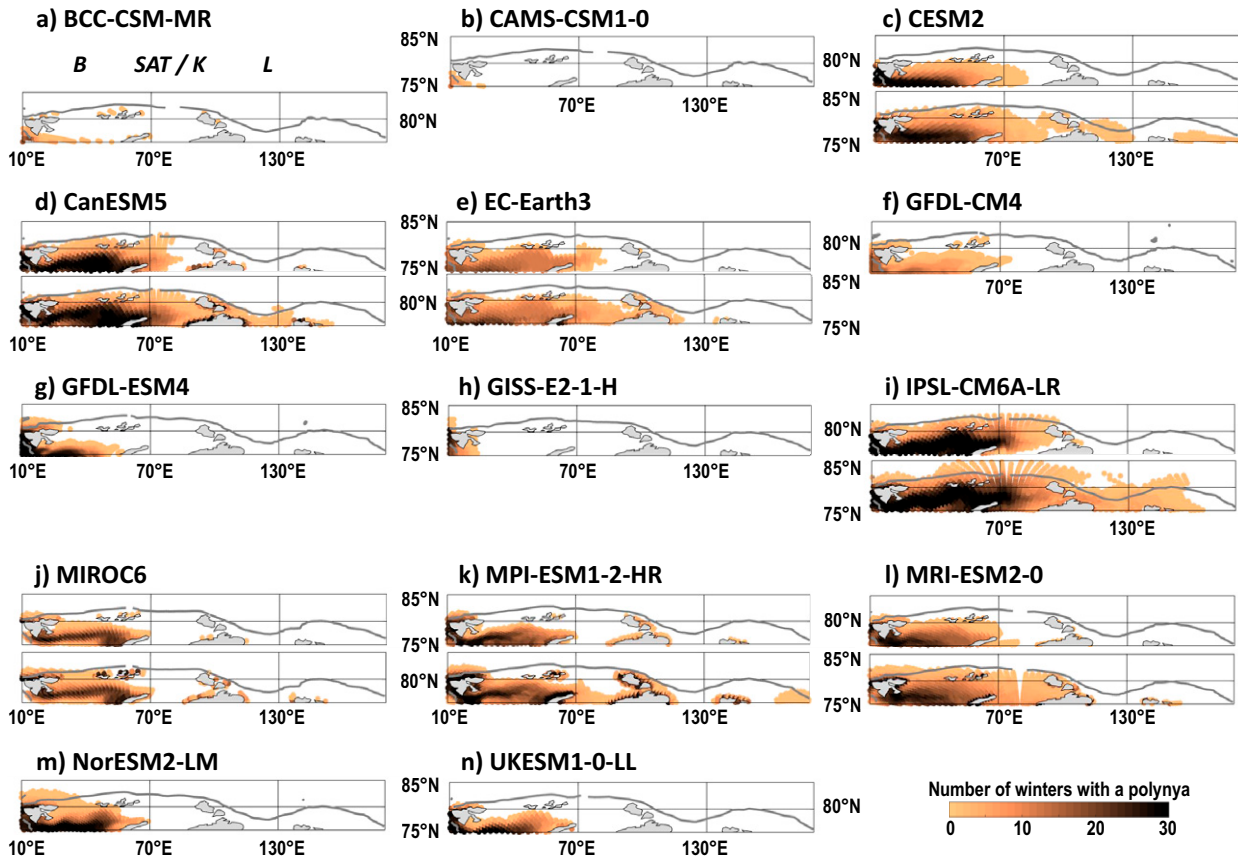 a) BCC-CSM-MR
b) CAMS-CSM1-0
c) CESM2
B SAT / K L
85°N
75°N
80°N
85°N
75°N
80°N
10°E 70°E 130°E
70°E 130°E
70°E 130°E
d) CanESM5
e) EC-Earth3
f) GFDL-CM4
85°N
75°N
80°N
85°N
75°N
80°N
85°N
75°N
80°N
10°E 70°E 130°E
10°E 70°E 130°E
70°E 130°E
g) GFDL-ESM4
h) GISS-E2-1-H
i) IPSL-CM6A-LR
85°N
75°N
80°N
85°N
75°N
10°E 70°E 130°E
10°E 70°E 130°E
70°E 130°E
j) MIROC6
k) MPI-ESM1-2-HR
l) MRI-ESM2-0
85°N
75°N
80°N
80°N
85°N
75°N
10°E 70°E 130°E
10°E 70°E 130°E
70°E 130°E
m) NorESM2-LM
n) UKESM1-0-LL
85°N
75°N
80°N
10°E 70°E 130°E
10°E 70°E 130°E
Number of winters with a polynya
0 10 20 30